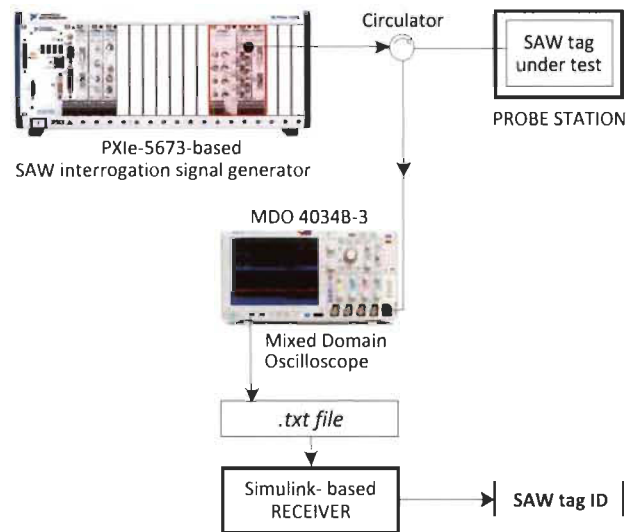 Circulator
SAW tag
under test
PROBE STATION
PXIe-5673-based
SAW interrogation signal generator
MDO 4034B-3
Mixed Domain
Oscilloscope
.txt file
Simulink- based
RECEIVER
SAW tag ID